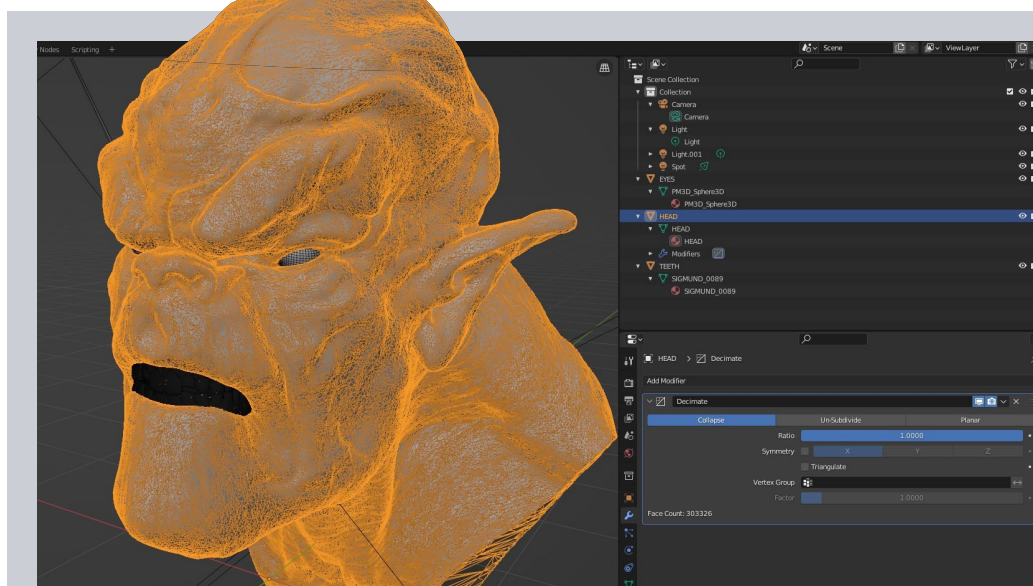 Nodes Scripting +
Scene ViewLayer
Scene Collection
Collection
Camera
Camera
Light
Light
Light.001
Spot
EYES
PM3D_Sphere3D
PM3D_Sphere3D
HEAD
HEAD
HEAD
Modifiers
TEETH
SIGMUND_0089
SIGMUND_0089
HEAD > Decimate
Add Modifier
Decimate
Collapse Un-Subdivide Planar
Ratio 1.0000
Symmetry X Y Z
Triangulate
Vertex Group
Factor 1.0000
Face Count: 303326